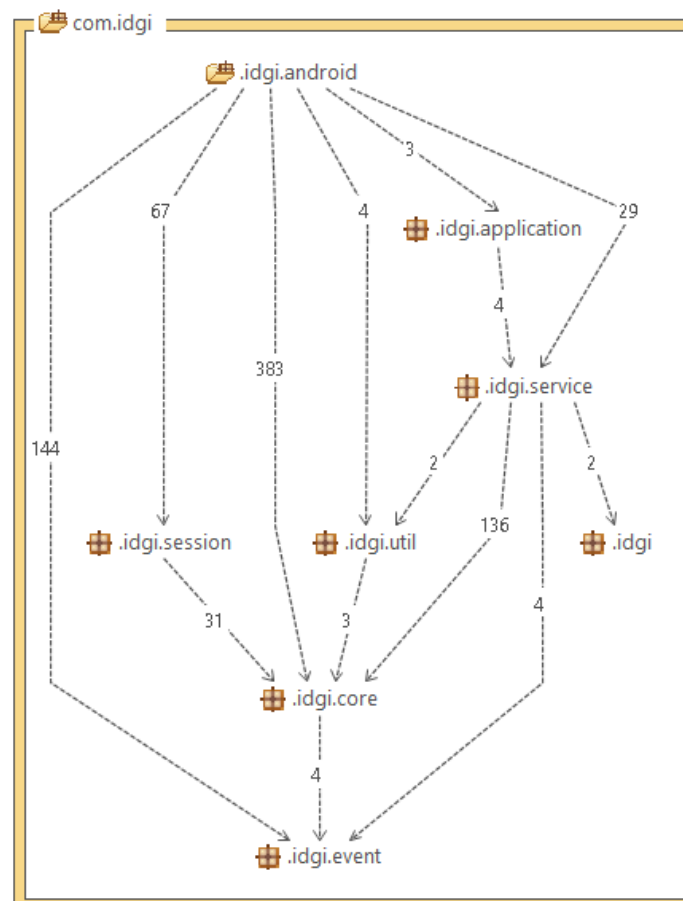 com.idgi
.idgi.android
3
67
4
29
.idgi.application
4
383
.idgi.service
144
2
2
136
.idgi.session
.idgi.util
.idgi
4
31
3
.idgi.core
4
.idgi.event